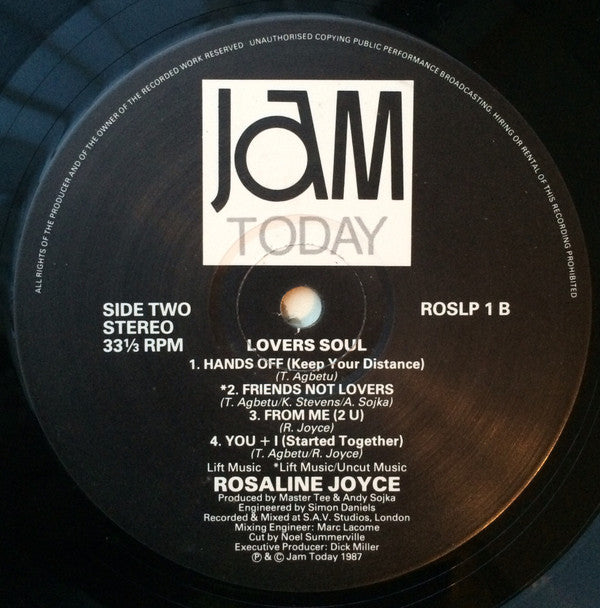 ALL RIGHTS OF THE PRODUCER AND OF THE OWNER OF THE RECORDED WORK RESERVED   UNAUTHORISED COPYING PUBLIC PERFORMANCE BROADCASTING, HIRING OR RENTAL OF THIS RECORDING PROHIBITED
JAM
TODAY
SIDE TWO
STEREO
33⅓ RPM
ROSLP 1 B
LOVERS SOUL
1. HANDS OFF (Keep Your Distance)
(T. Agbetu)
*2. FRIENDS NOT LOVERS
(T. Agbetu/K. Stevens/A. Sojka)
3. FROM ME (2 U)
(R. Joyce)
4. YOU + I (Started Together)
(T. Agbetu/R. Joyce)
Lift Music   *Lift Music/Uncut Music
ROSALINE JOYCE
Produced by Master Tee & Andy Sojka
Engineered by Simon Daniels
Recorded & Mixed at S.A.V. Studios, London
Mixing Engineer: Marc Lacome
Cut by Noel Summerville
Executive Producer: Dick Miller
℗ & © Jam Today 1987